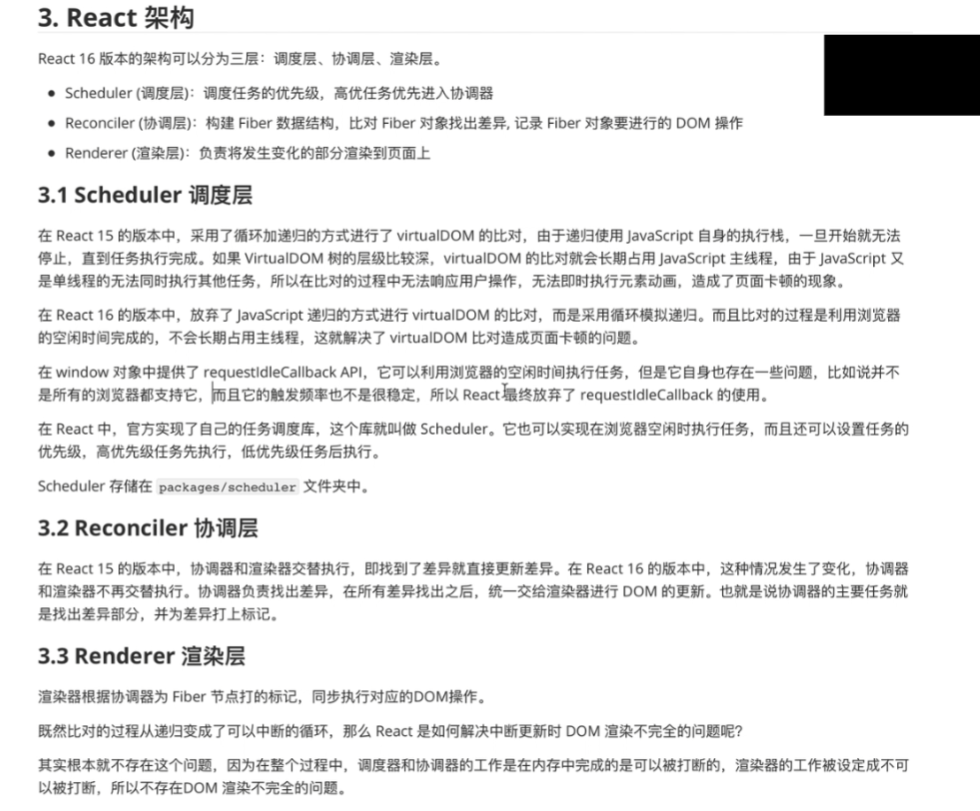 3. React 架构
React 16 版本的架构可以分为三层：调度层、协调层、渲染层。
• Scheduler (调度层)：调度任务的优先级，高优任务优先进入协调器
• Reconciler (协调层)：构建 Fiber 数据结构，比对 Fiber 对象找出差异, 记录 Fiber 对象要进行的 DOM 操作
• Renderer (渲染层)：负责将发生变化的部分渲染到页面上
3.1 Scheduler 调度层
在 React 15 的版本中，采用了循环加递归的方式进行了 virtualDOM 的比对，由于递归使用 JavaScript 自身的执行栈，一旦开始就无法
停止，直到任务执行完成。如果 VirtualDOM 树的层级比较深，virtualDOM 的比对就会长期占用 JavaScript 主线程，由于 JavaScript 又
是单线程的无法同时执行其他任务，所以在比对的过程中无法响应用户操作，无法即时执行元素动画，造成了页面卡顿的现象。
在 React 16 的版本中，放弃了 JavaScript 递归的方式进行 virtualDOM 的比对，而是采用循环模拟递归。而且比对的过程是利用浏览器
的空闲时间完成的，不会长期占用主线程，这就解决了 virtualDOM 比对造成页面卡顿的问题。
在 window 对象中提供了 requestIdleCallback API，它可以利用浏览器的空闲时间执行任务，但是它自身也存在一些问题，比如说并不
是所有的浏览器都支持它，而且它的触发频率也不是很稳定，所以 React 最终放弃了 requestIdleCallback 的使用。
在 React 中，官方实现了自己的任务调度库，这个库就叫做 Scheduler。它也可以实现在浏览器空闲时执行任务，而且还可以设置任务的
优先级，高优先级任务先执行，低优先级任务后执行。
Scheduler 存储在 packages/scheduler 文件夹中。
3.2 Reconciler 协调层
在 React 15 的版本中，协调器和渲染器交替执行，即找到了差异就直接更新差异。在 React 16 的版本中，这种情况发生了变化，协调器
和渲染器不再交替执行。协调器负责找出差异，在所有差异找出之后，统一交给渲染器进行 DOM 的更新。也就是说协调器的主要任务就
是找出差异部分，并为差异打上标记。
3.3 Renderer 渲染层
渲染器根据协调器为 Fiber 节点打的标记，同步执行对应的DOM操作。
既然比对的过程从递归变成了可以中断的循环，那么 React 是如何解决中断更新时 DOM 渲染不完全的问题呢？
其实根本就不存在这个问题，因为在整个过程中，调度器和协调器的工作是在内存中完成的是可以被打断的，渲染器的工作被设定成不可
以被打断，所以不存在DOM 渲染不完全的问题。